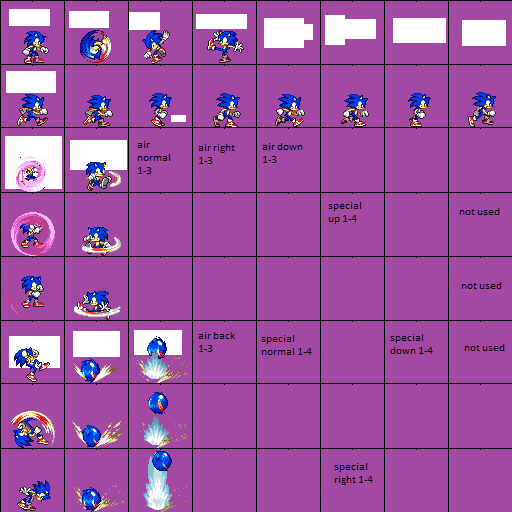 air
normal
1-3
air right
1-3
air down
1-3
special
up 1-4
not used
not used
air back
1-3
special
normal 1-4
special
down 1-4
not used
special
right 1-4